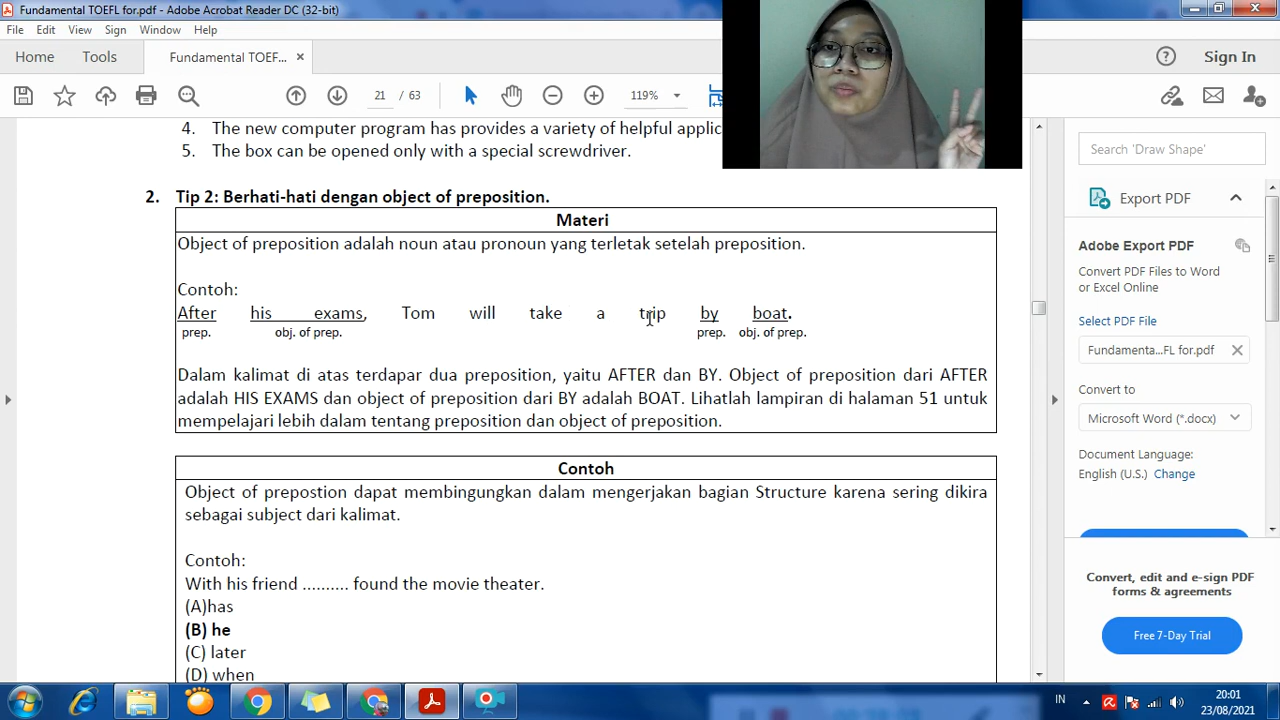 Fundamental TOEFL for.pdf - Adobe Acrobat Reader DC (32-bit)
File Edit View Sign Window Help
Home Tools Fundamental TOEF... × Sign In
21 / 63 119%
4. The new computer program has provides a variety of helpful applic
5. The box can be opened only with a special screwdriver.
2. Tip 2: Berhati-hati dengan object of preposition.
Materi
Object of preposition adalah noun atau pronoun yang terletak setelah preposition.
Contoh:
After his exams, Tom will take a trip by boat.
prep. obj. of prep. prep. obj. of prep.
Dalam kalimat di atas terdapar dua preposition, yaitu AFTER dan BY. Object of preposition dari AFTER
adalah HIS EXAMS dan object of preposition dari BY adalah BOAT. Lihatlah lampiran di halaman 51 untuk
mempelajari lebih dalam tentang preposition dan object of preposition.
Contoh
Object of prepostion dapat membingungkan dalam mengerjakan bagian Structure karena sering dikira
sebagai subject dari kalimat.
Contoh:
With his friend .......... found the movie theater.
(A)has
(B) he
(C) later
(D) when
Search 'Draw Shape'
Export PDF
Adobe Export PDF
Convert PDF Files to Word
or Excel Online
Select PDF File
Fundamenta...FL for.pdf ×
Convert to
Microsoft Word (*.docx)
Document Language:
English (U.S.) Change
Convert, edit and e-sign PDF
forms & agreements
Free 7-Day Trial
IN
20:01
23/08/2021